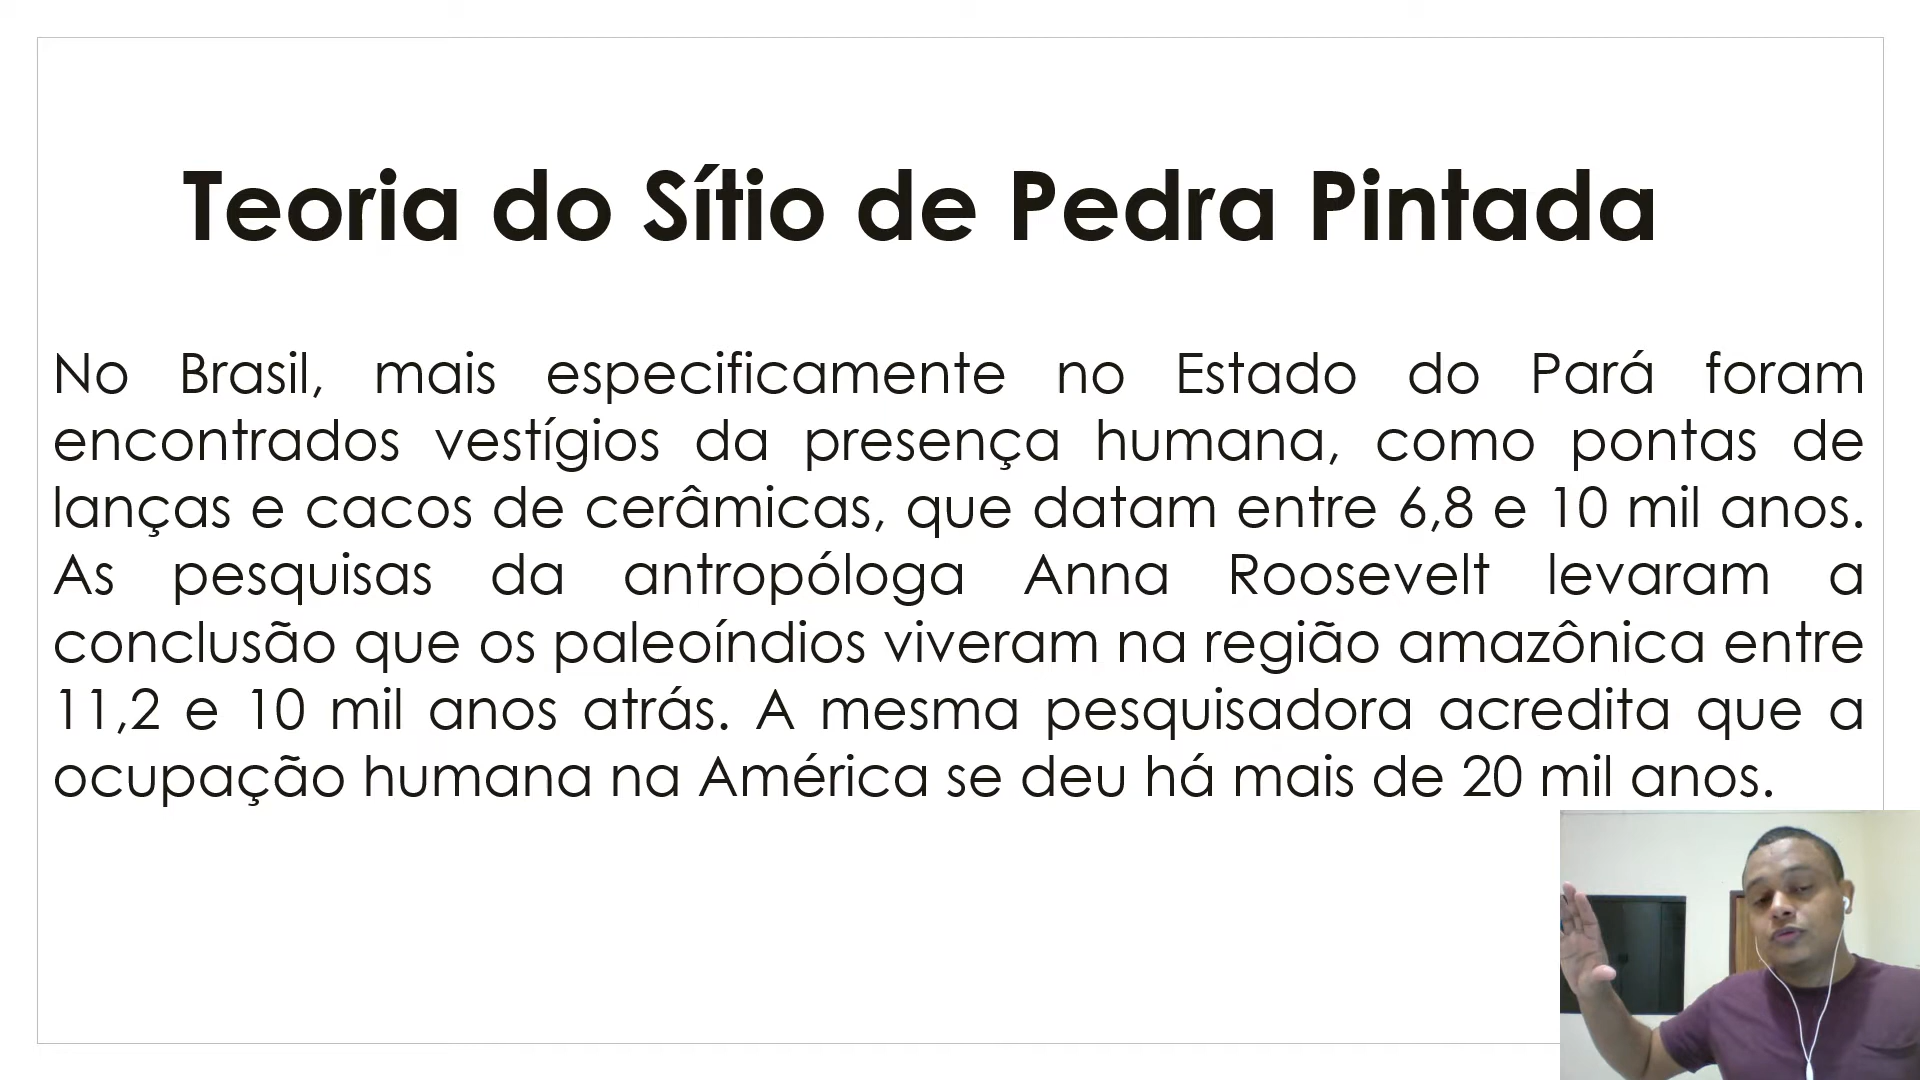 Teoria do Sítio de Pedra Pintada
No Brasil, mais especificamente no Estado do Pará foram
encontrados vestígios da presença humana, como pontas de
lanças e cacos de cerâmicas, que datam entre 6,8 e 10 mil anos.
As pesquisas da antropóloga Anna Roosevelt levaram a
conclusão que os paleoíndios viveram na região amazônica entre
11,2 e 10 mil anos atrás. A mesma pesquisadora acredita que a
ocupação humana na América se deu há mais de 20 mil anos.